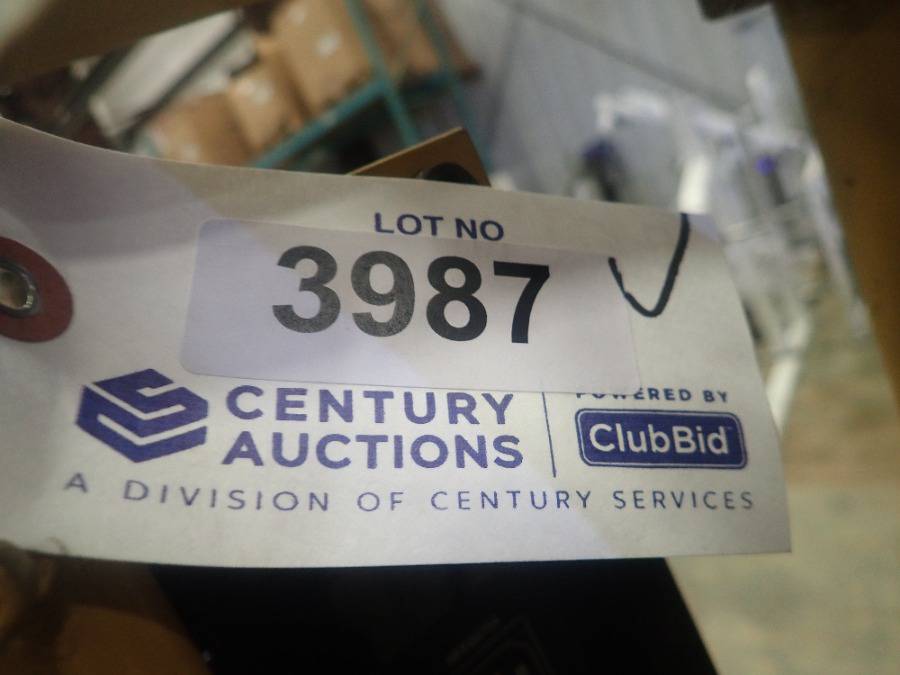 LOT NO
3987
CENTURY
AUCTIONS
POWERED BY
ClubBid
A DIVISION OF CENTURY SERVICES